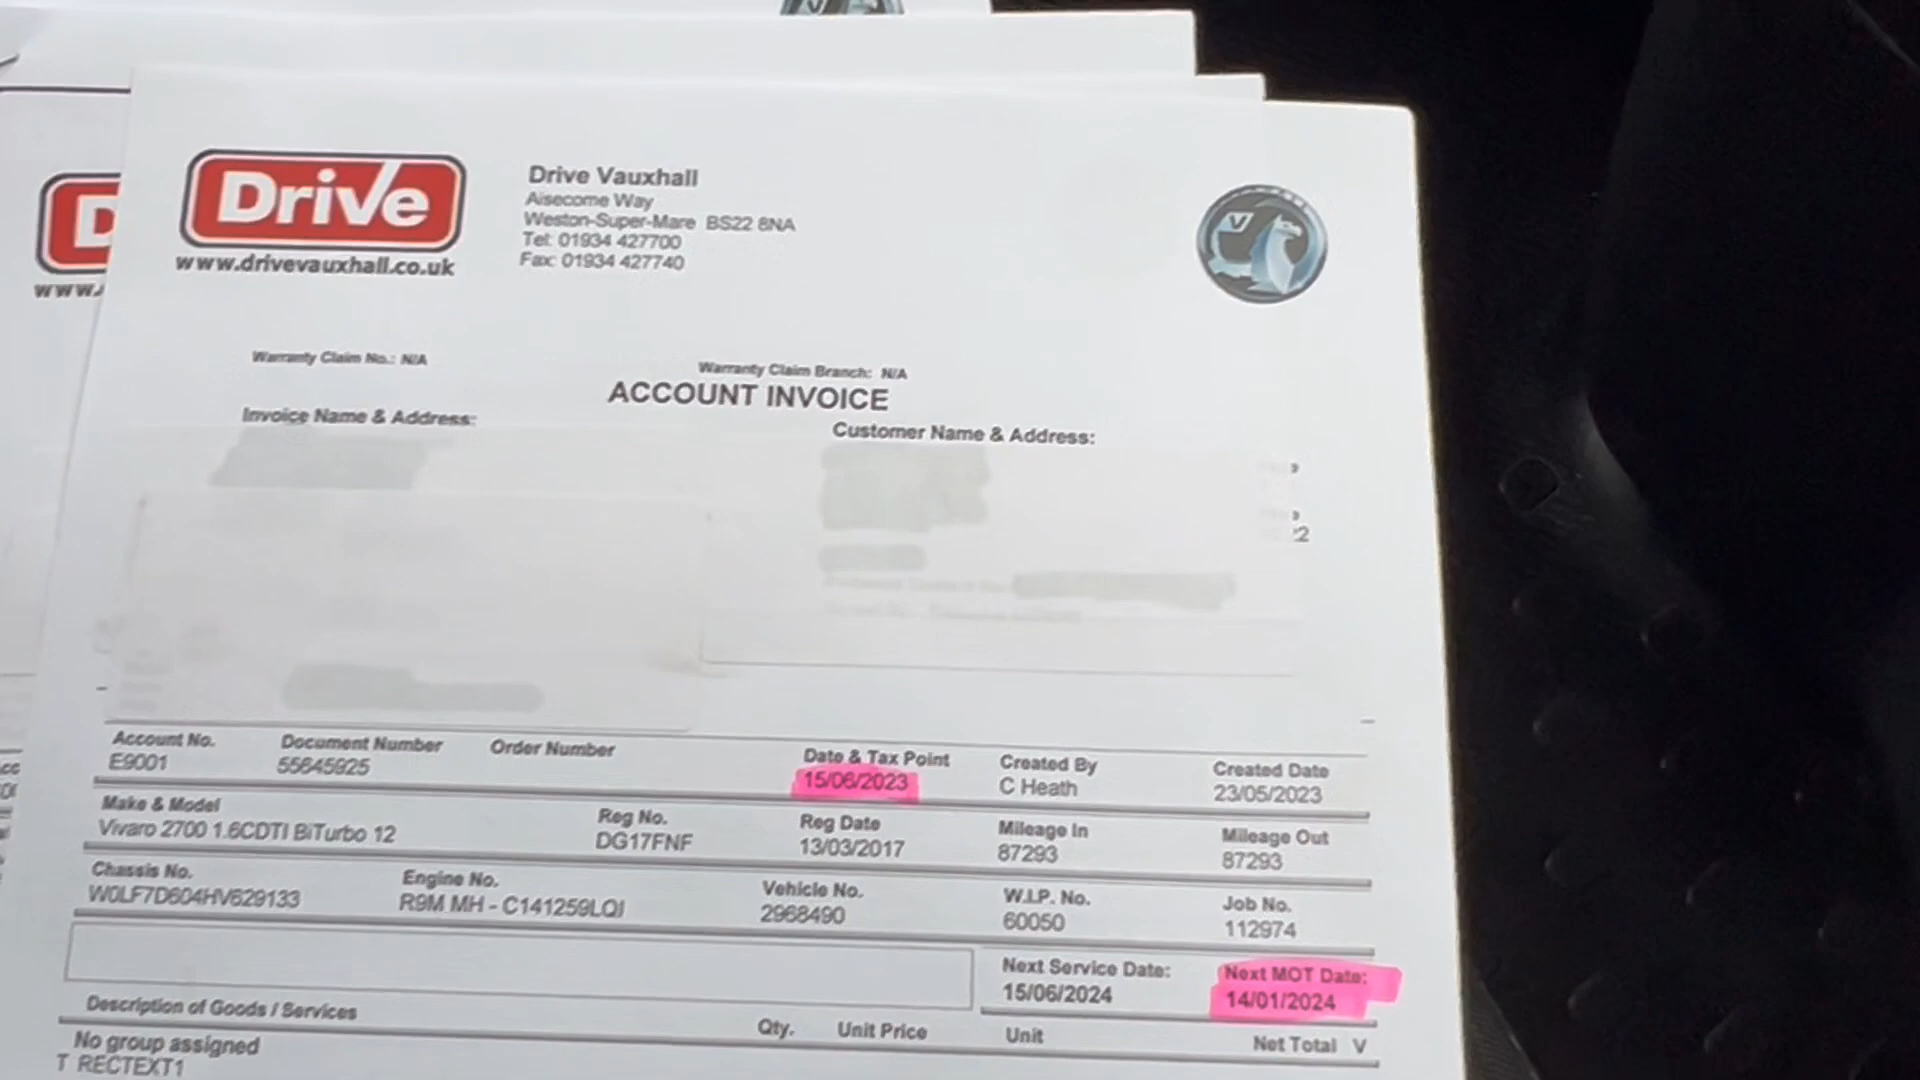 Drive
www.drivevauxhall.co.uk
Drive Vauxhall
Aisecome Way
Weston-Super-Mare BS22 8NA
Tel: 01934 427700
Fax: 01934 427740
V
D
www.
Warranty Claim No.: N/A
Warranty Claim Branch: N/A
ACCOUNT INVOICE
Invoice Name & Address:
Customer Name & Address:
Account No. Document Number Order Number Date & Tax Point Created By Created Date
E9001 55645925 15/06/2023 C Heath 23/05/2023
Make & Model Reg No. Reg Date Mileage In Mileage Out
Vivaro 2700 1.6CDTI BiTurbo 12 DG17FNF 13/03/2017 87293 87293
Chassis No. Engine No. Vehicle No. W.I.P. No. Job No.
W0LF7D604HV629133 R9M MH - C141259LQI 2968490 60050 112974
Next Service Date: Next MOT Date:
15/06/2024 14/01/2024
Description of Goods / Services Qty. Unit Price Unit Net Total V
No group assigned
T RECTEXT1